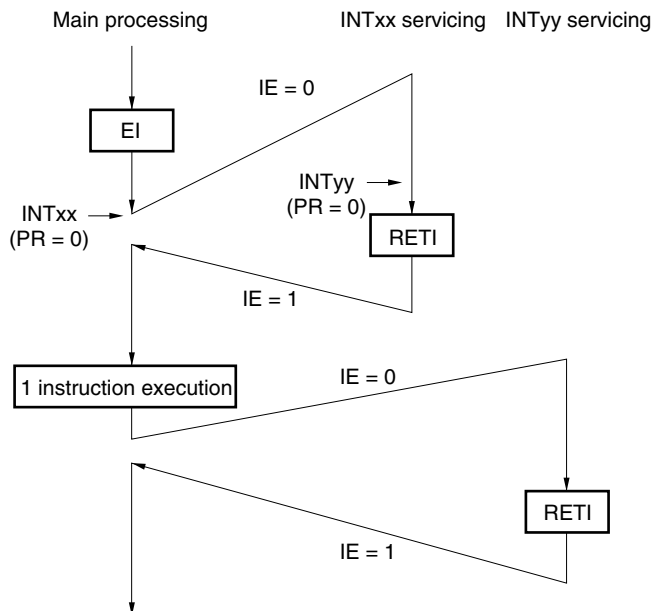 Main processing
INTxx servicing
INTyy servicing
IE = 0
EI
INTyy
(PR = 0)
INTxx
(PR = 0)
RETI
IE = 1
1 instruction execution
IE = 0
RETI
IE = 1